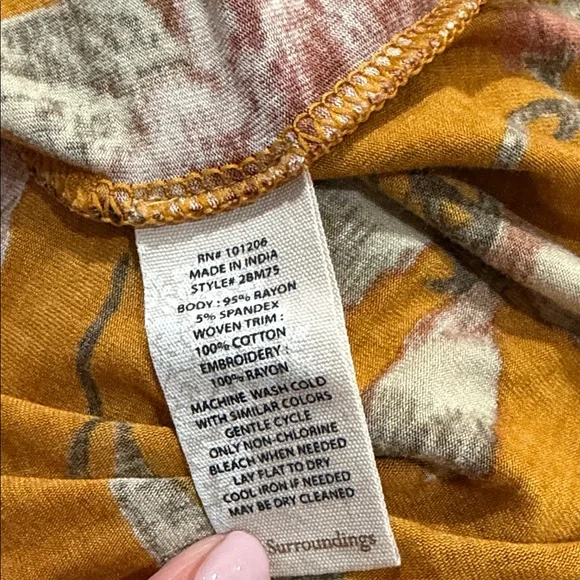 RN# 101206
MADE IN INDIA
STYLE# 2BM75
BODY : 95% RAYON
5% SPANDEX
WOVEN TRIM :
100% COTTON
EMBROIDERY :
100% RAYON
MACHINE WASH COLD
WITH SIMILAR COLORS
GENTLE CYCLE
ONLY NON-CHLORINE
BLEACH WHEN NEEDED
LAY FLAT TO DRY
COOL IRON IF NEEDED
MAY BE DRY CLEANED
Surroundings